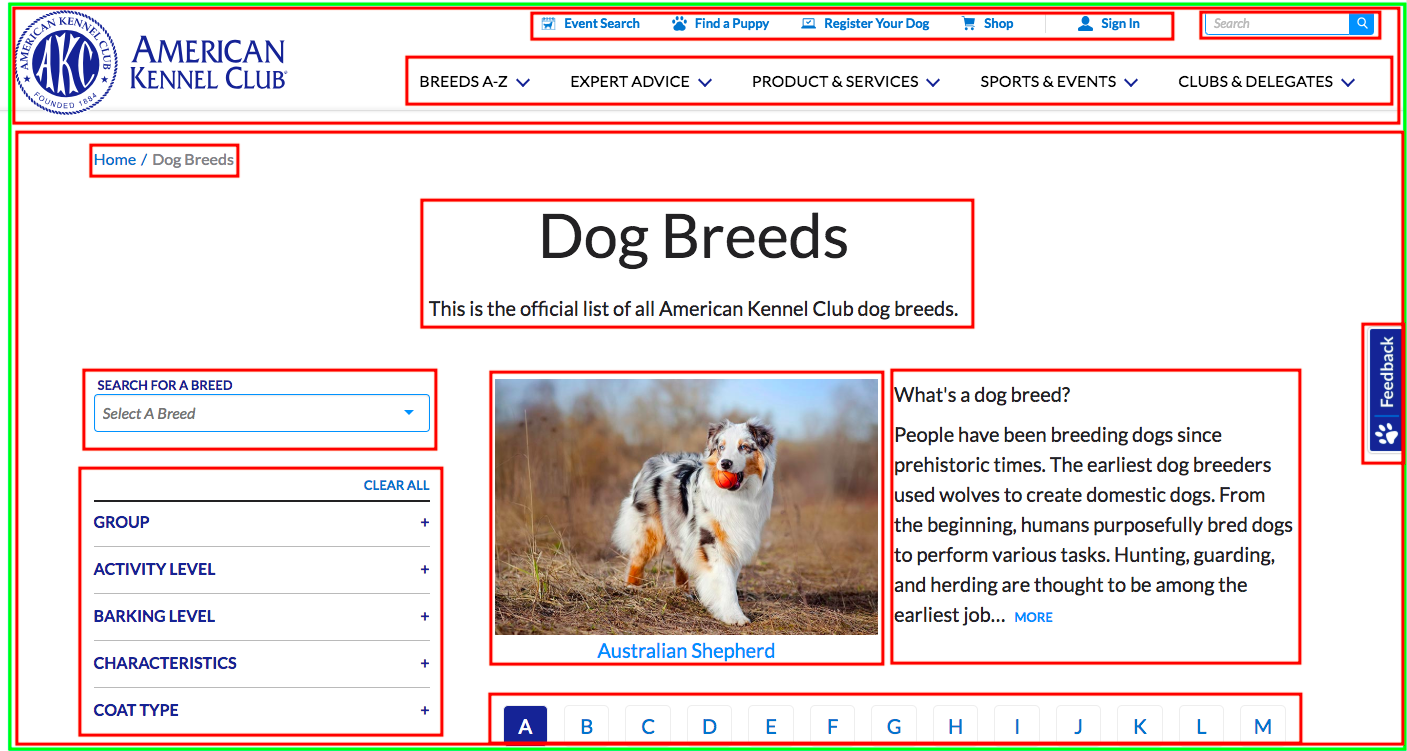 AMERICAN KENNEL CLUB
AKC
FOUNDED 1884
AMERICAN
KENNEL CLUB
Event Search Find a Puppy Register Your Dog Shop Sign In Search
BREEDS A-Z EXPERT ADVICE PRODUCT & SERVICES SPORTS & EVENTS CLUBS & DELEGATES
Home / Dog Breeds
Dog Breeds
This is the official list of all American Kennel Club dog breeds.
Feedback
SEARCH FOR A BREED
Select A Breed
CLEAR ALL
GROUP +
ACTIVITY LEVEL +
BARKING LEVEL +
CHARACTERISTICS +
COAT TYPE +
Australian Shepherd
What's a dog breed?
People have been breeding dogs since
prehistoric times. The earliest dog breeders
used wolves to create domestic dogs. From
the beginning, humans purposefully bred dogs
to perform various tasks. Hunting, guarding,
and herding are thought to be among the
earliest job... MORE
A B C D E F G H I J K L M